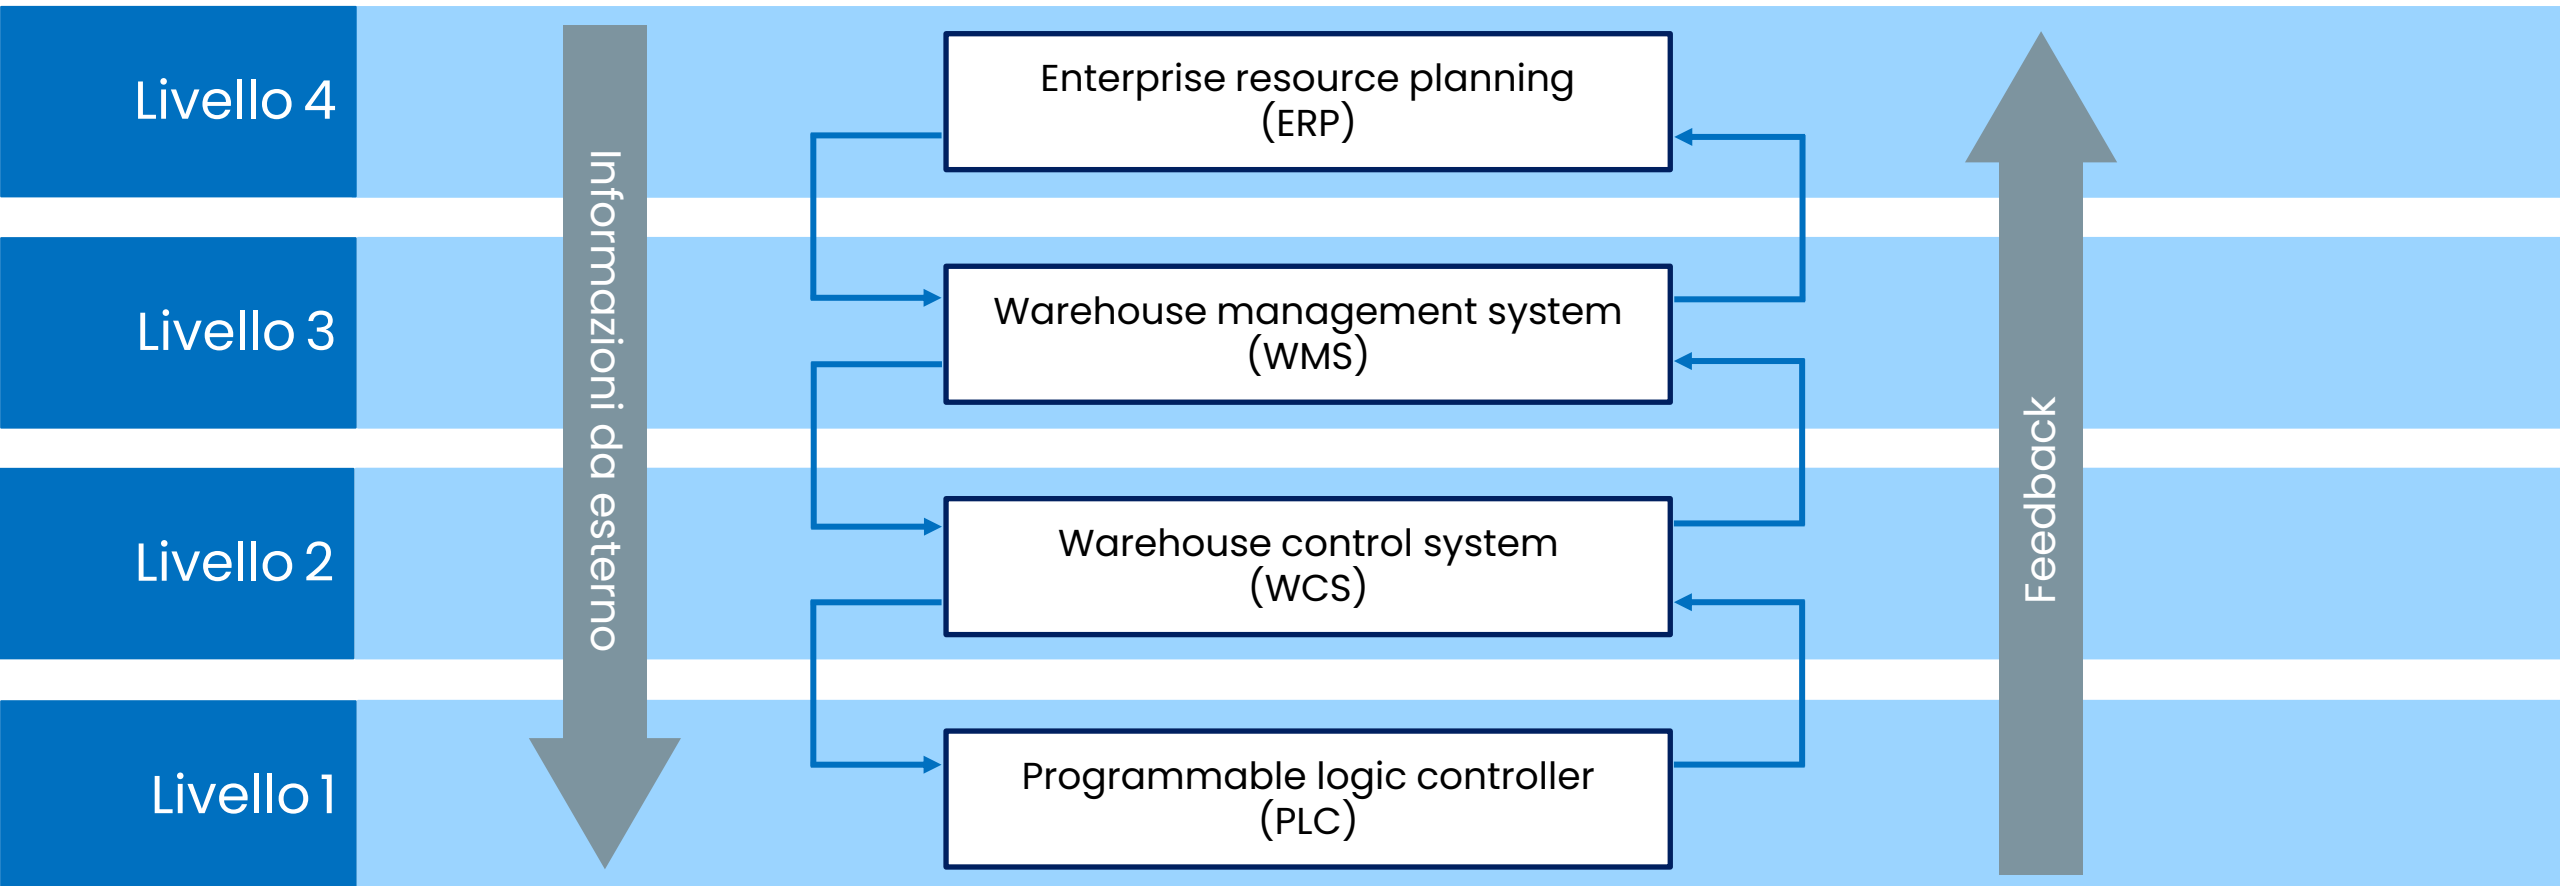 Livello 4
Enterprise resource planning
(ERP)
Informazioni da esterno
Livello 3
Warehouse management system
(WMS)
Feedback
Livello 2
Warehouse control system
(WCS)
Livello 1
Programmable logic controller
(PLC)